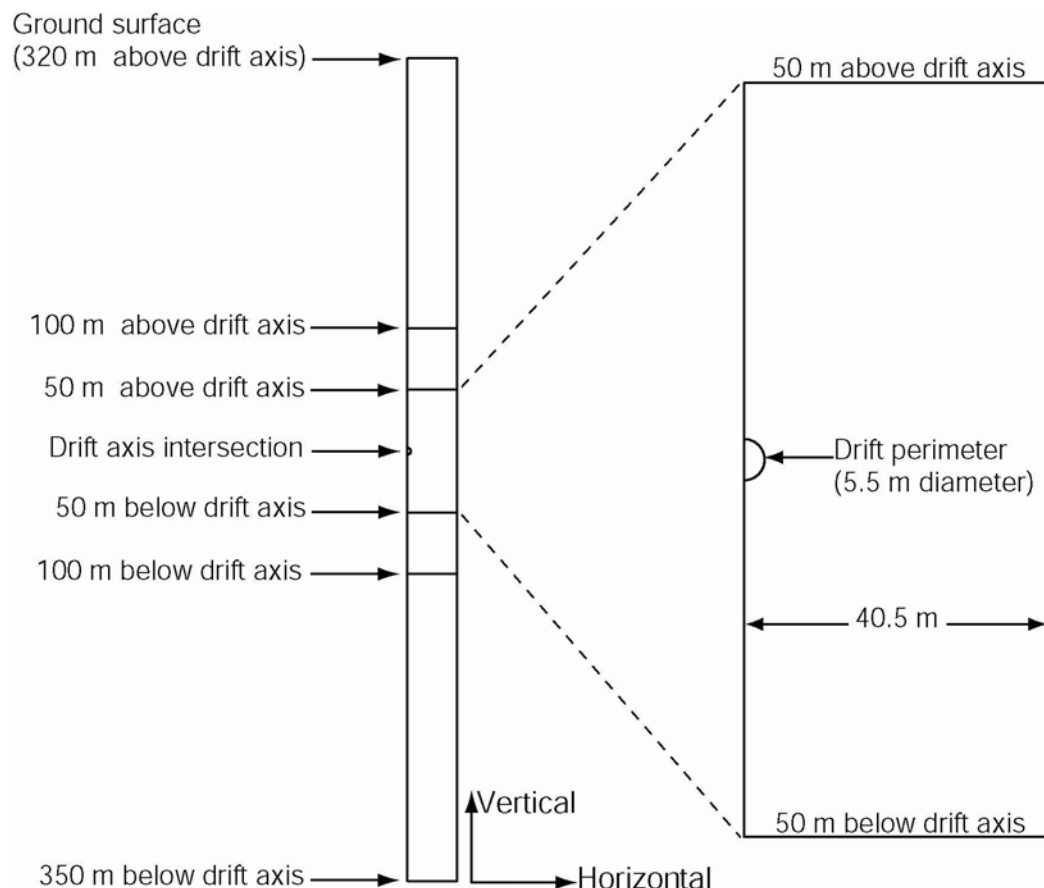 Ground surface
(320 m above drift axis)
100 m above drift axis
50 m above drift axis
Drift axis intersection
50 m below drift axis
100 m below drift axis
350 m below drift axis
Vertical
Horizontal
50 m above drift axis
Drift perimeter
(5.5 m diameter)
40.5 m
50 m below drift axis